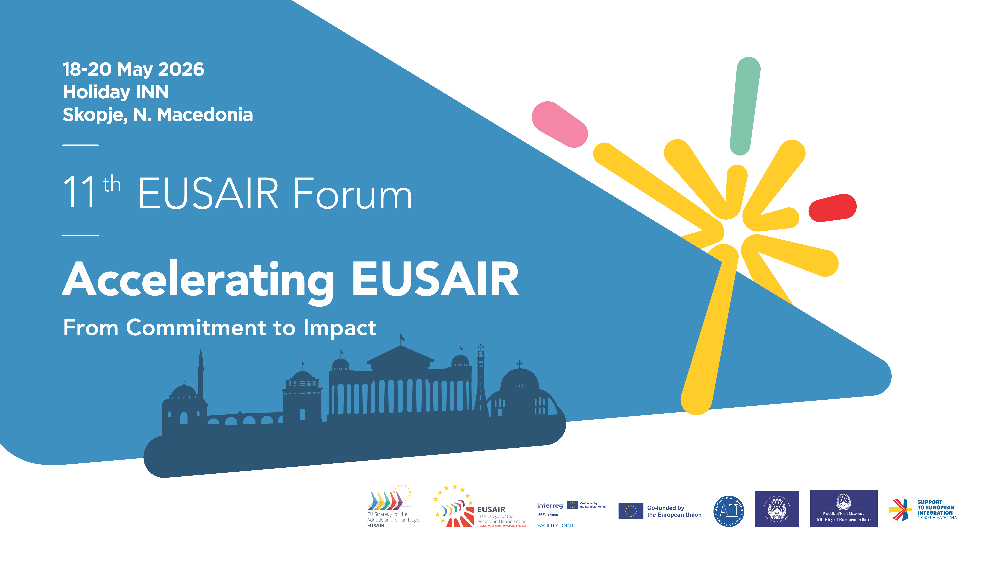 18-20 May 2026
Holiday INN
Skopje, N. Macedonia
11th EUSAIR Forum
Accelerating EUSAIR
From Commitment to Impact
EU Strategy for the
Adriatic and Ionian Region
EUSAIR
EUSAIR
EU Strategy for the
Adriatic and Ionian Region
PRESIDENCY OF NORTH MACEDONIA 2025-2026
Interreg
Co-funded by
the European Union
IPA ADRION
FACILITYPOINT
Co-funded by
the European Union
ADRIATIC & IONIAN
AII
INITIATIVE
Republic of North Macedonia
Ministry of European Affairs
SUPPORT
TO EUROPEAN
INTEGRATION
OF NORTH MACEDONIA